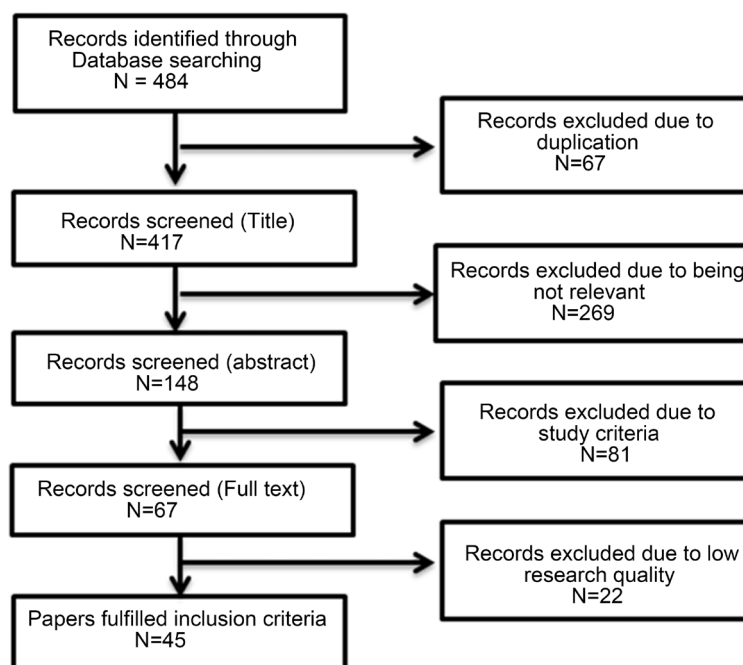 Records identified through
Database searching
N = 484
Records excluded due to
duplication
N=67
Records screened (Title)
N=417
Records excluded due to being
not relevant
N=269
Records screened (abstract)
N=148
Records excluded due to
study criteria
N=81
Records screened (Full text)
N=67
Records excluded due to low
research quality
N=22
Papers fulfilled inclusion criteria
N=45